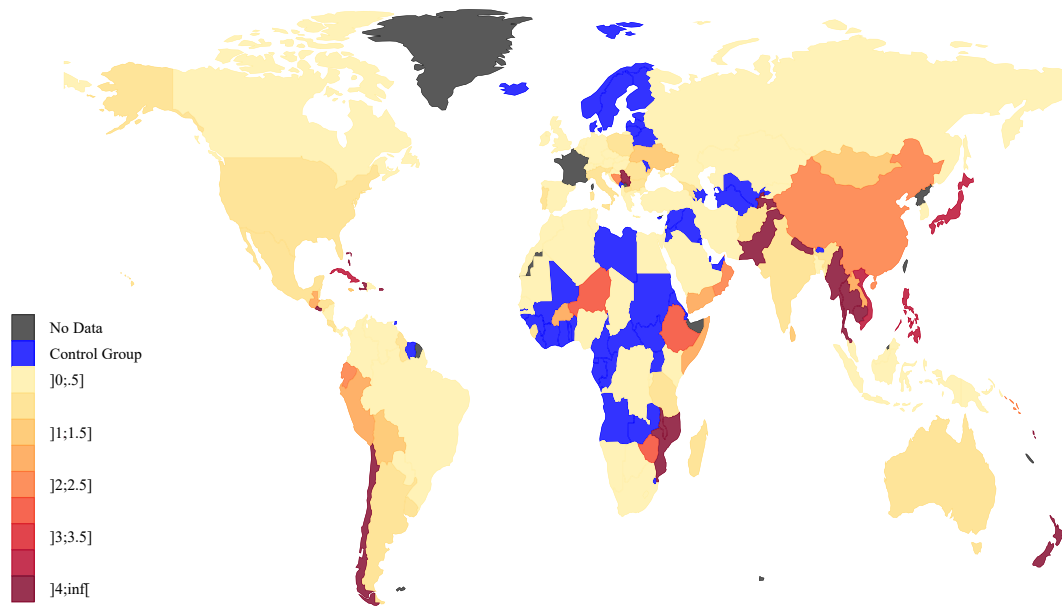 No Data
Control Group
]0;.5]
]1;1.5]
]2;2.5]
]3;3.5]
]4;inf[